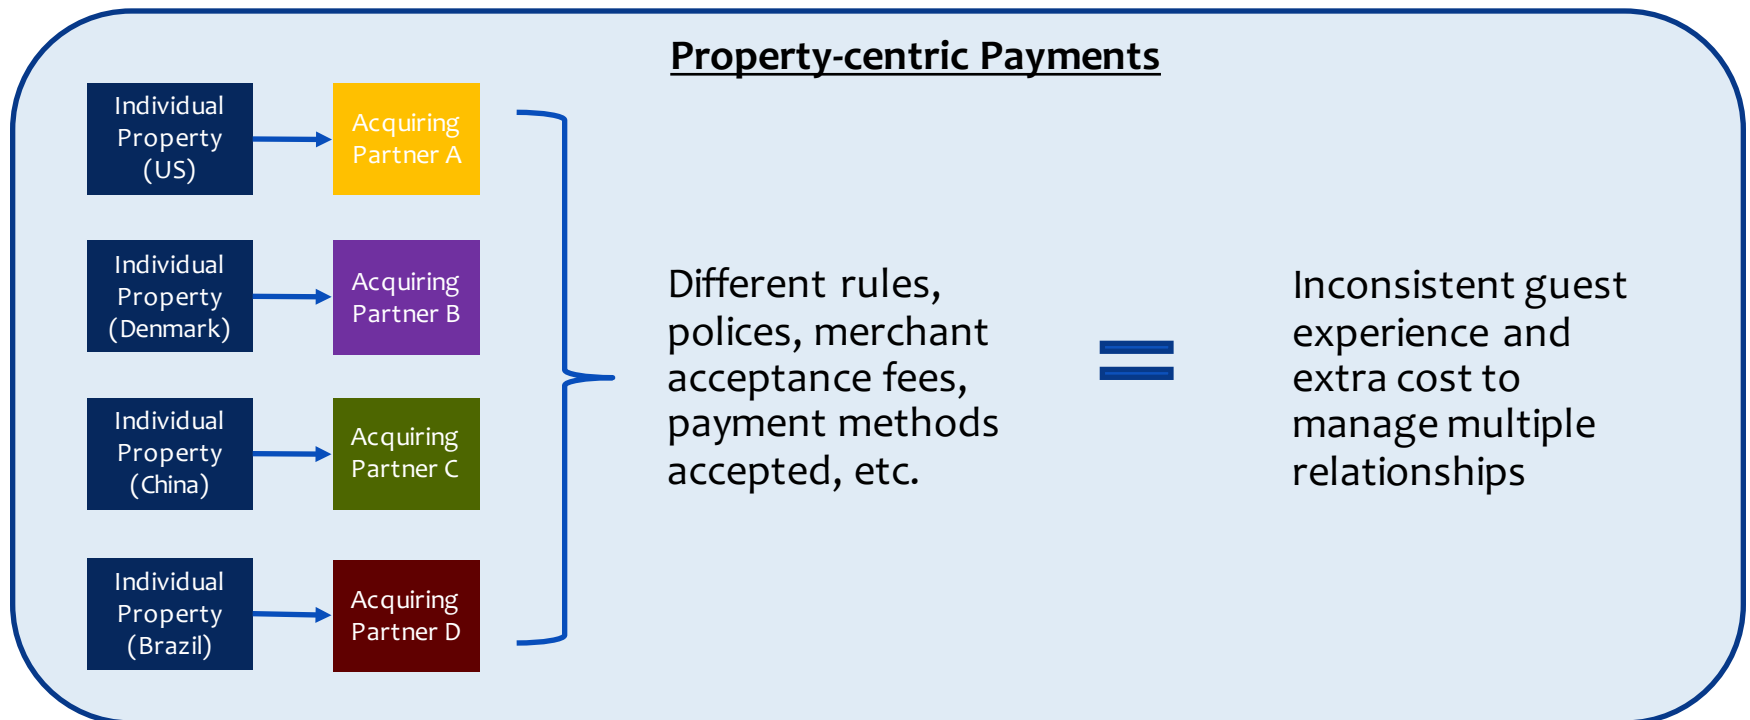 Property-centric Payments
Individual
Property
(US)
Acquiring
Partner A
Individual
Property
(Denmark)
Acquiring
Partner B
Individual
Property
(China)
Acquiring
Partner C
Individual
Property
(Brazil)
Acquiring
Partner D
Different rules,
polices, merchant
acceptance fees,
payment methods
accepted, etc.
=
Inconsistent guest
experience and
extra cost to
manage multiple
relationships